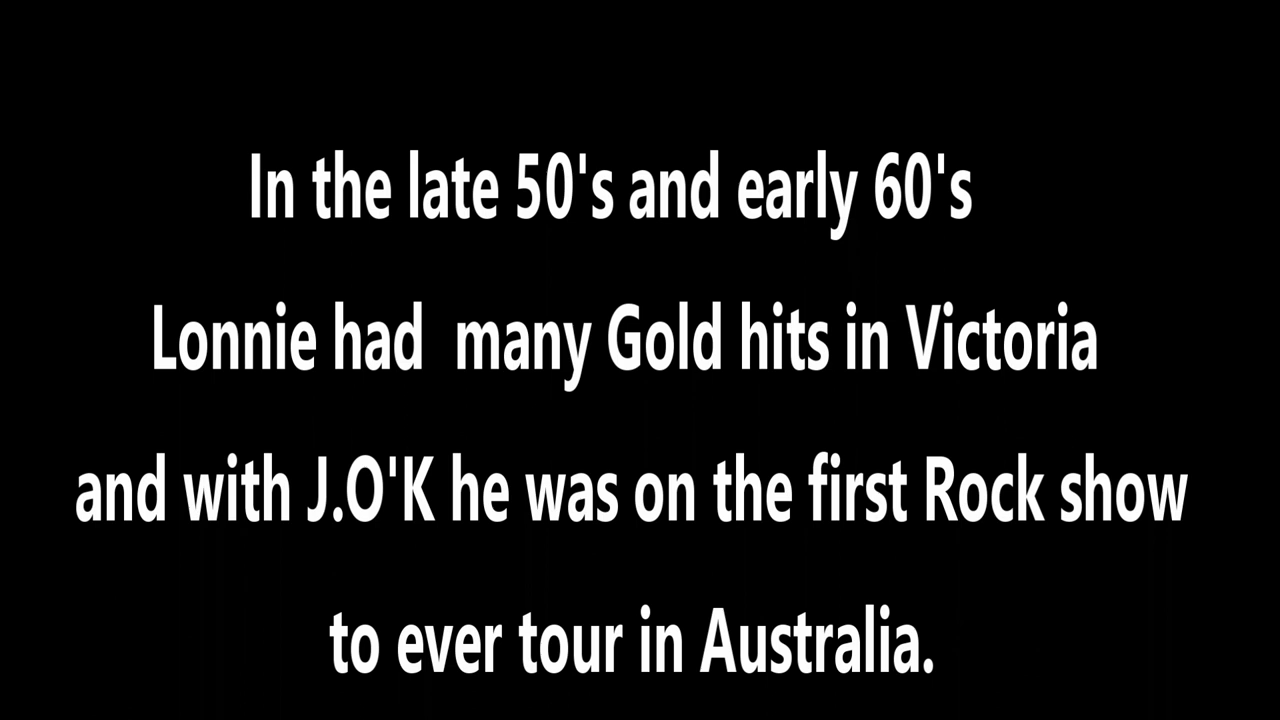 In the late 50's and early 60's
Lonnie had  many Gold hits in Victoria
and with J.O'K he was on the first Rock show
to ever tour in Australia.